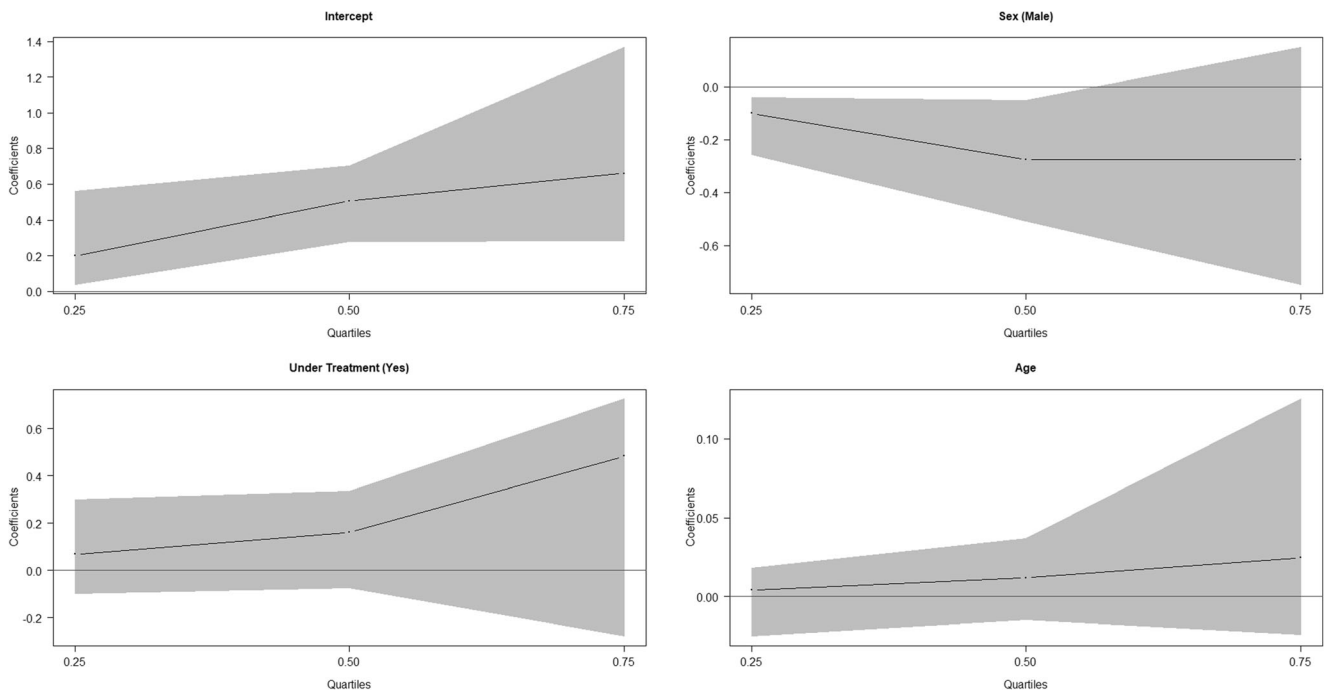 Intercept
1.4
1.2
1.0
0.8
0.6
0.4
0.2
0.0
Coefficients
0.25
0.50
0.75
Quartiles
Sex (Male)
0.0
-0.2
-0.4
-0.6
Coefficients
0.25
0.50
0.75
Quartiles
Under Treatment (Yes)
0.6
0.4
0.2
0.0
-0.2
Coefficients
0.25
0.50
0.75
Quartiles
Age
0.10
0.05
0.00
Coefficients
0.25
0.50
0.75
Quartiles